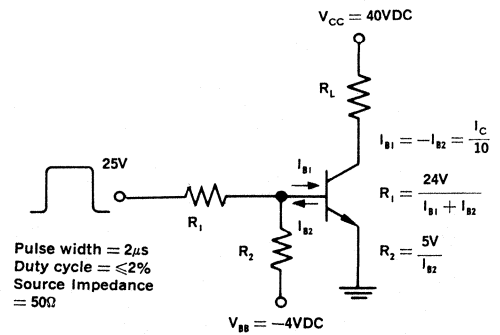 V_CC = 40VDC
R_L
I_B1 = −I_B2 = I_C/10
25V
I_B1
R_1 = 24V/(I_B1 + I_B2)
R_1
I_B2
Pulse width = 2μs
R_2
R_2 = 5V/I_B2
Duty cycle = ⩽2%
Source Impedance
= 50Ω
V_BB = −4VDC